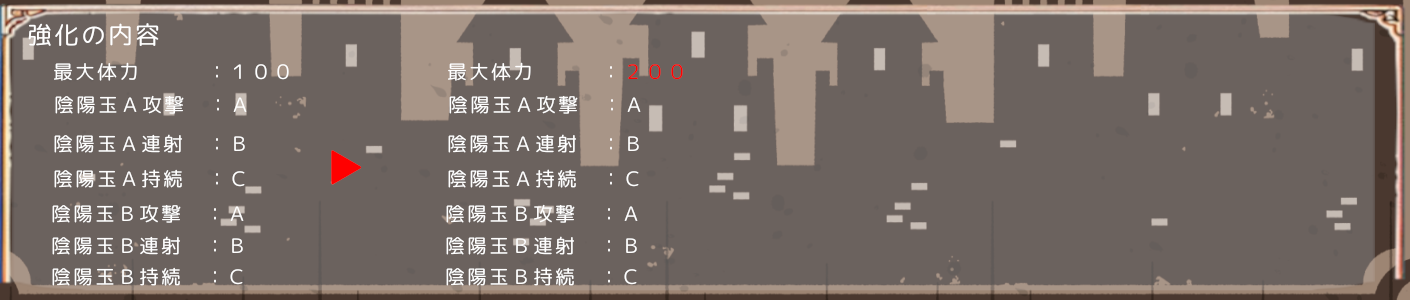 強化の内容
最大体力 :100
陰陽玉A攻撃 :A
陰陽玉A連射 :B
陰陽玉A持続 :C
陰陽玉B攻撃 :A
陰陽玉B連射 :B
陰陽玉B持続 :C
最大体力 :200
陰陽玉A攻撃 :A
陰陽玉A連射 :B
陰陽玉A持続 :C
陰陽玉B攻撃 :A
陰陽玉B連射 :B
陰陽玉B持続 :C